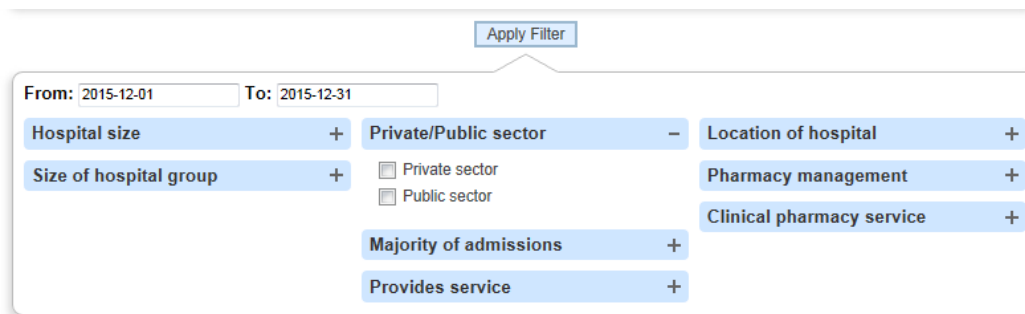 Apply Filter
From: 2015-12-01 To: 2015-12-31
Hospital size +
Size of hospital group +
Private/Public sector −
Private sector
Public sector
Majority of admissions +
Provides service +
Location of hospital +
Pharmacy management +
Clinical pharmacy service +